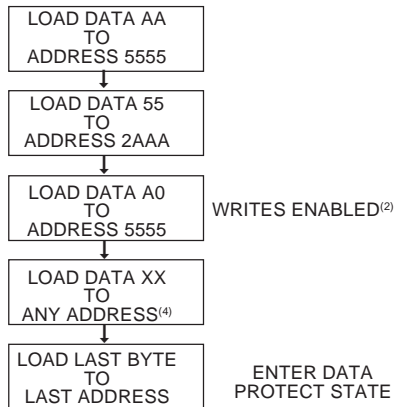 LOAD DATA AA
TO
ADDRESS 5555
LOAD DATA 55
TO
ADDRESS 2AAA
LOAD DATA A0
TO
ADDRESS 5555
WRITES ENABLED(2)
LOAD DATA XX
TO
ANY ADDRESS(4)
LOAD LAST BYTE
TO
LAST ADDRESS
ENTER DATA
PROTECT STATE